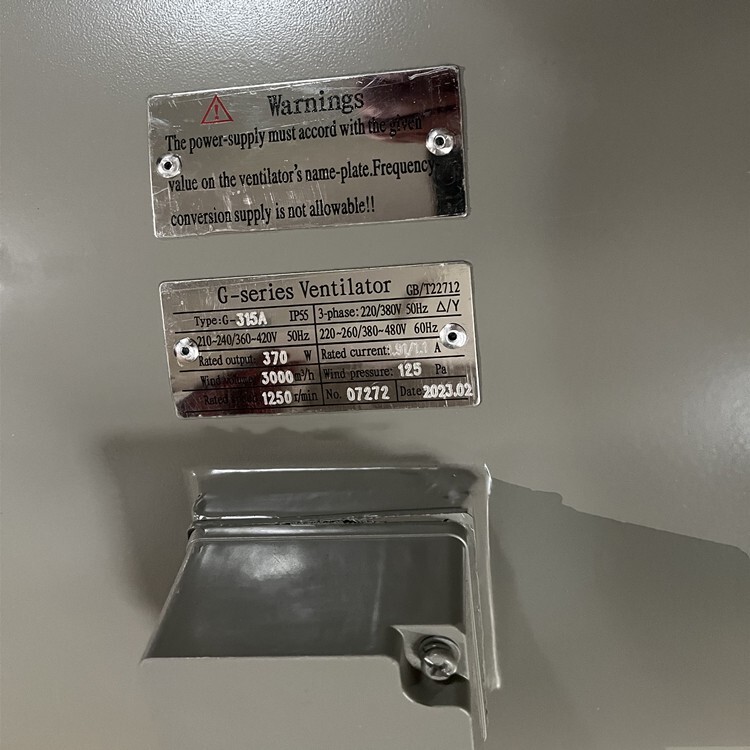 Warnings
The power-supply must accord with the given
value on the ventilator's name-plate.Frequency
conversion supply is not allowable!!
G-series Ventilator GB/T22712
Type:G-315A IP55 3-phase:220/380V 50Hz △/Y
210-240/360-420V 50Hz 220-260/380-480V 60Hz
Rated output: 370 W Rated current: A
Wind 3000 m³/h Wind pressure: 125 Pa
Rated 1250 r/min No. 07272 Date 2023.02